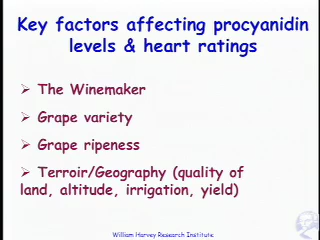 Key factors affecting procyanidin
levels & heart ratings
➢ The Winemaker
➢ Grape variety
➢ Grape ripeness
➢ Terroir/Geography (quality of
land, altitude, irrigation, yield)
William Harvey Research Institute